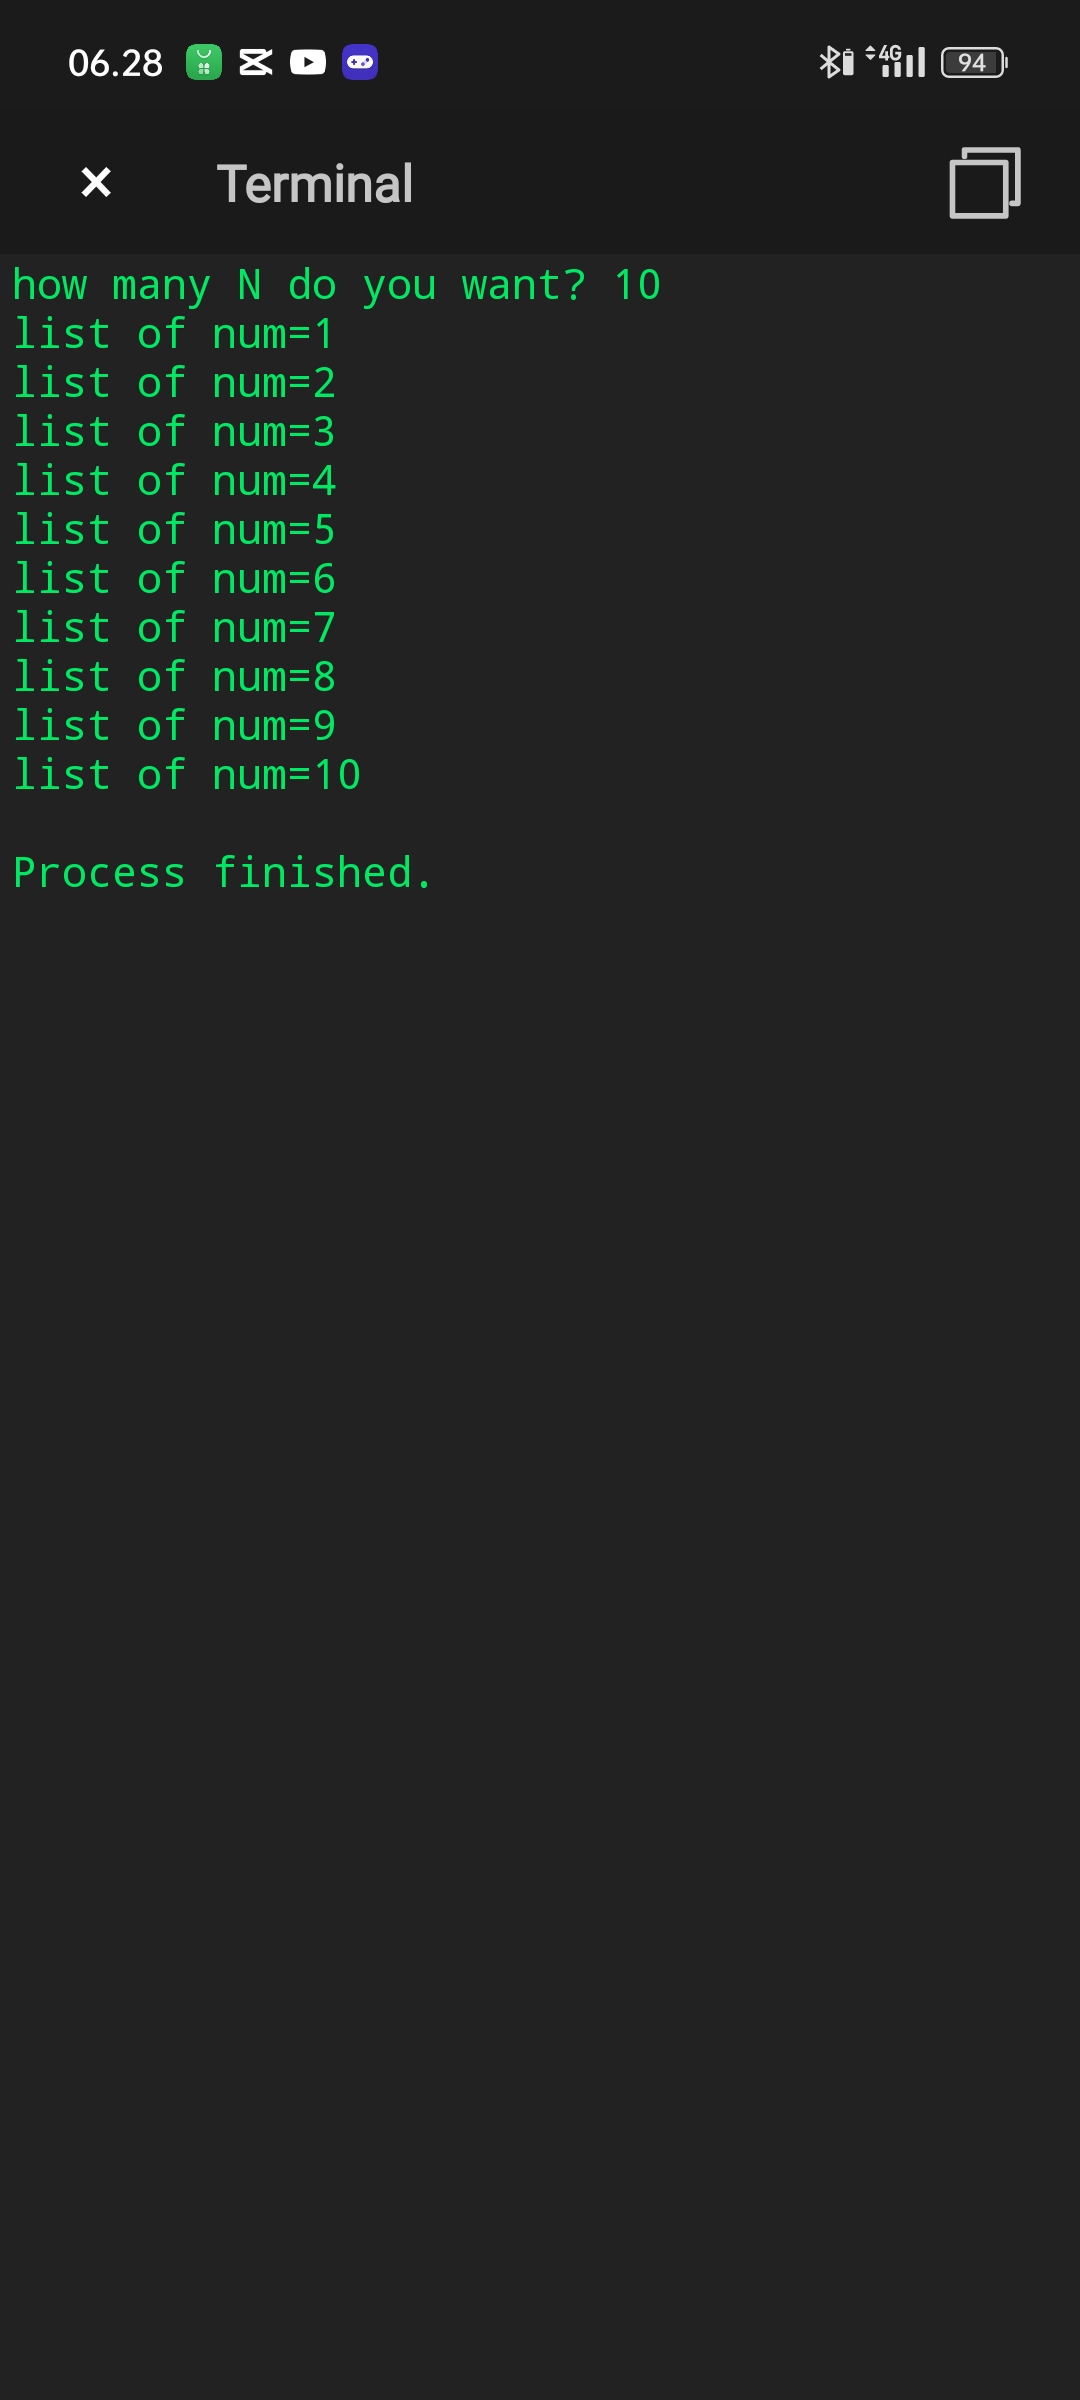 06.28 4G 94
Terminal
how many N do you want? 10
list of num=1
list of num=2
list of num=3
list of num=4
list of num=5
list of num=6
list of num=7
list of num=8
list of num=9
list of num=10
Process finished.